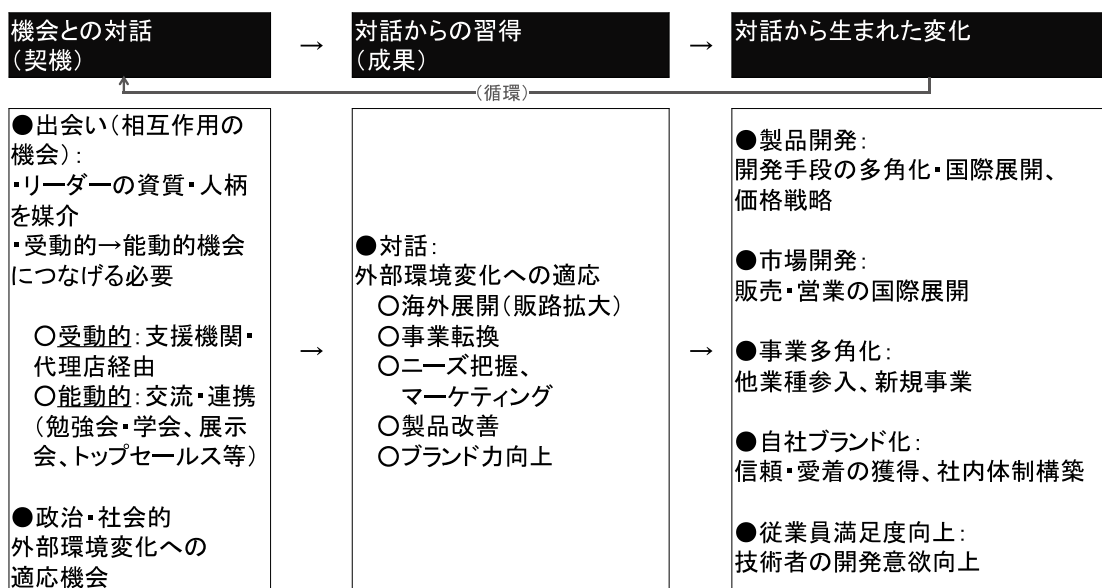 機会との対話
(契機)
→
対話からの習得
(成果)
→
対話から生まれた変化
(循環)
●出会い(相互作用の
機会):
・リーダーの資質・人柄
を媒介
・受動的→能動的機会
につなげる必要
○受動的:支援機関・
代理店経由
○能動的:交流・連携
(勉強会・学会、展示
会、トップセールス等)
●政治・社会的
外部環境変化への
適応機会
→
●対話:
外部環境変化への適応
○海外展開(販路拡大)
○事業転換
○ニーズ把握、
マーケティング
○製品改善
○ブランド力向上
→
●製品開発:
開発手段の多角化・国際展開、
価格戦略
●市場開発:
販売・営業の国際展開
●事業多角化:
他業種参入、新規事業
●自社ブランド化:
信頼・愛着の獲得、社内体制構築
●従業員満足度向上:
技術者の開発意欲向上